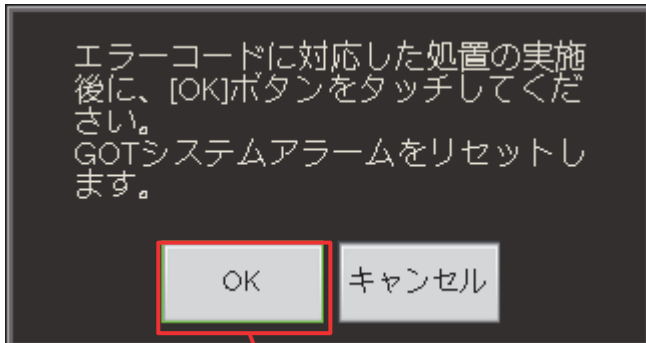 エラーコードに対応した処置の実施
後に、[OK]ボタンをタッチしてくだ
さい。
GOTシステムアラームをリセットし
ます。
OK
キャンセル